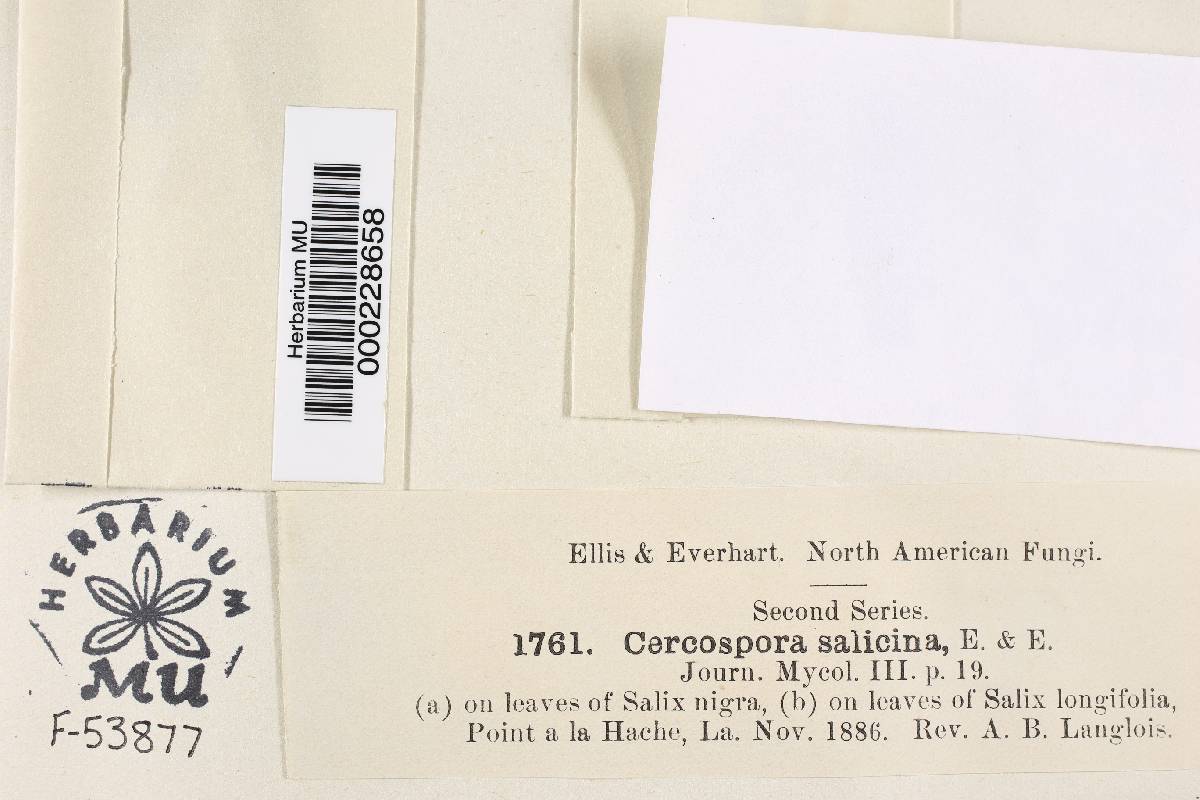 Herbarium MU
000228658
HERBARIUM
MU
F-53877
Ellis & Everhart. North American Fungi.
Second Series.
1761. Cercospora salicina, E. & E.
Journ. Mycol. III. p. 19.
(a) on leaves of Salix nigra, (b) on leaves of Salix longifolia,
Point a la Hache, La. Nov. 1886. Rev. A. B. Langlois.